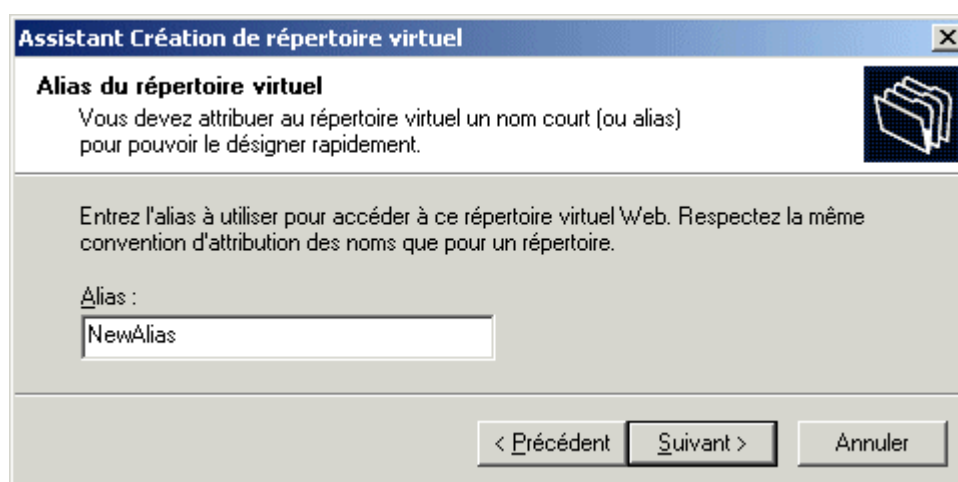 Assistant Création de répertoire virtuel
Alias du répertoire virtuel
Vous devez attribuer au répertoire virtuel un nom court (ou alias)
pour pouvoir le désigner rapidement.
Entrez l'alias à utiliser pour accéder à ce répertoire virtuel Web. Respectez la même
convention d'attribution des noms que pour un répertoire.
Alias :
NewAlias
< Précédent Suivant > Annuler